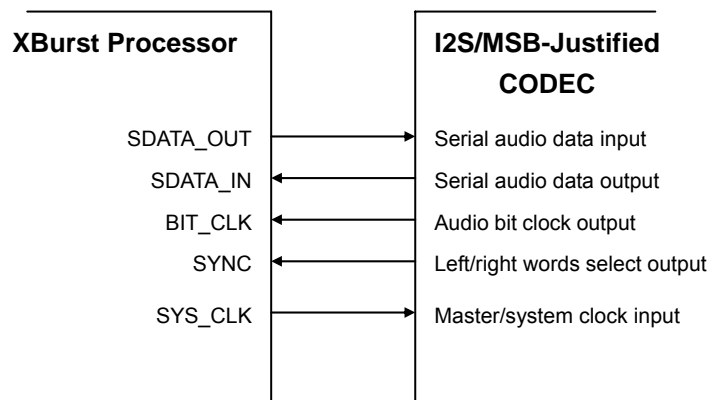 XBurst Processor
I2S/MSB-Justified
CODEC
SDATA_OUT
Serial audio data input
SDATA_IN
Serial audio data output
BIT_CLK
Audio bit clock output
SYNC
Left/right words select output
SYS_CLK
Master/system clock input